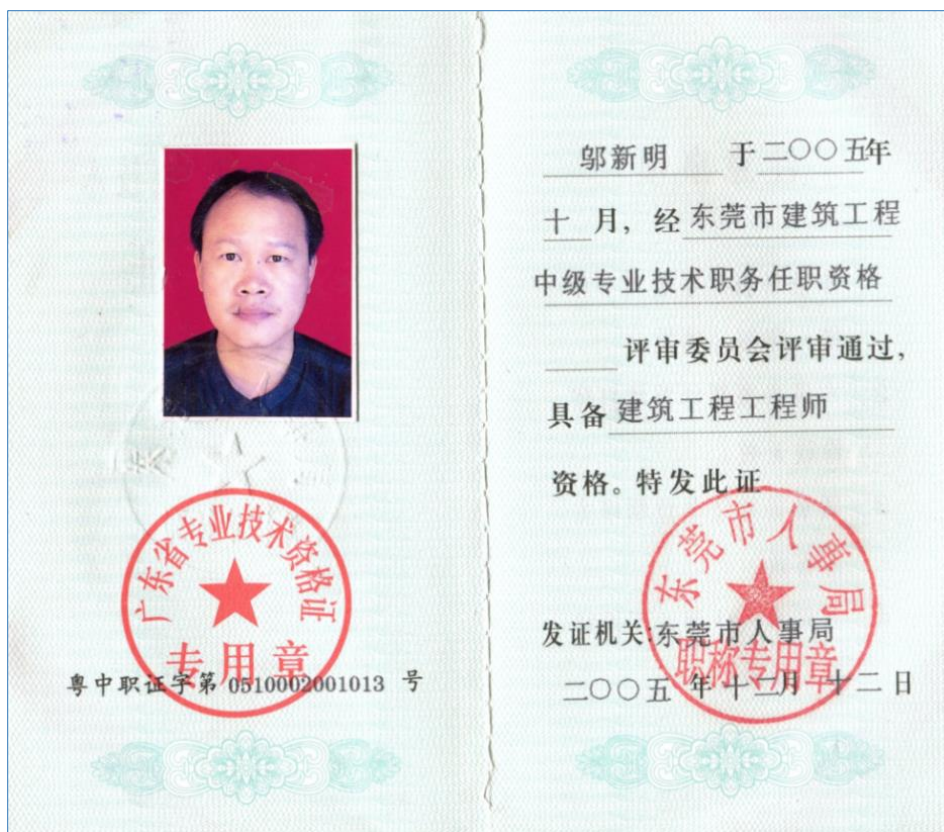 广东省专业技术资格证
专用章
粤中职证字第 0510002001013 号
邬新明 于二〇〇五年
十月，经东莞市建筑工程
中级专业技术职务任职资格
评审委员会评审通过，
具备建筑工程工程师
资格。特发此证
东莞市人事局
职称专用章
发证机关:东莞市人事局
二〇〇五年十二月十二日